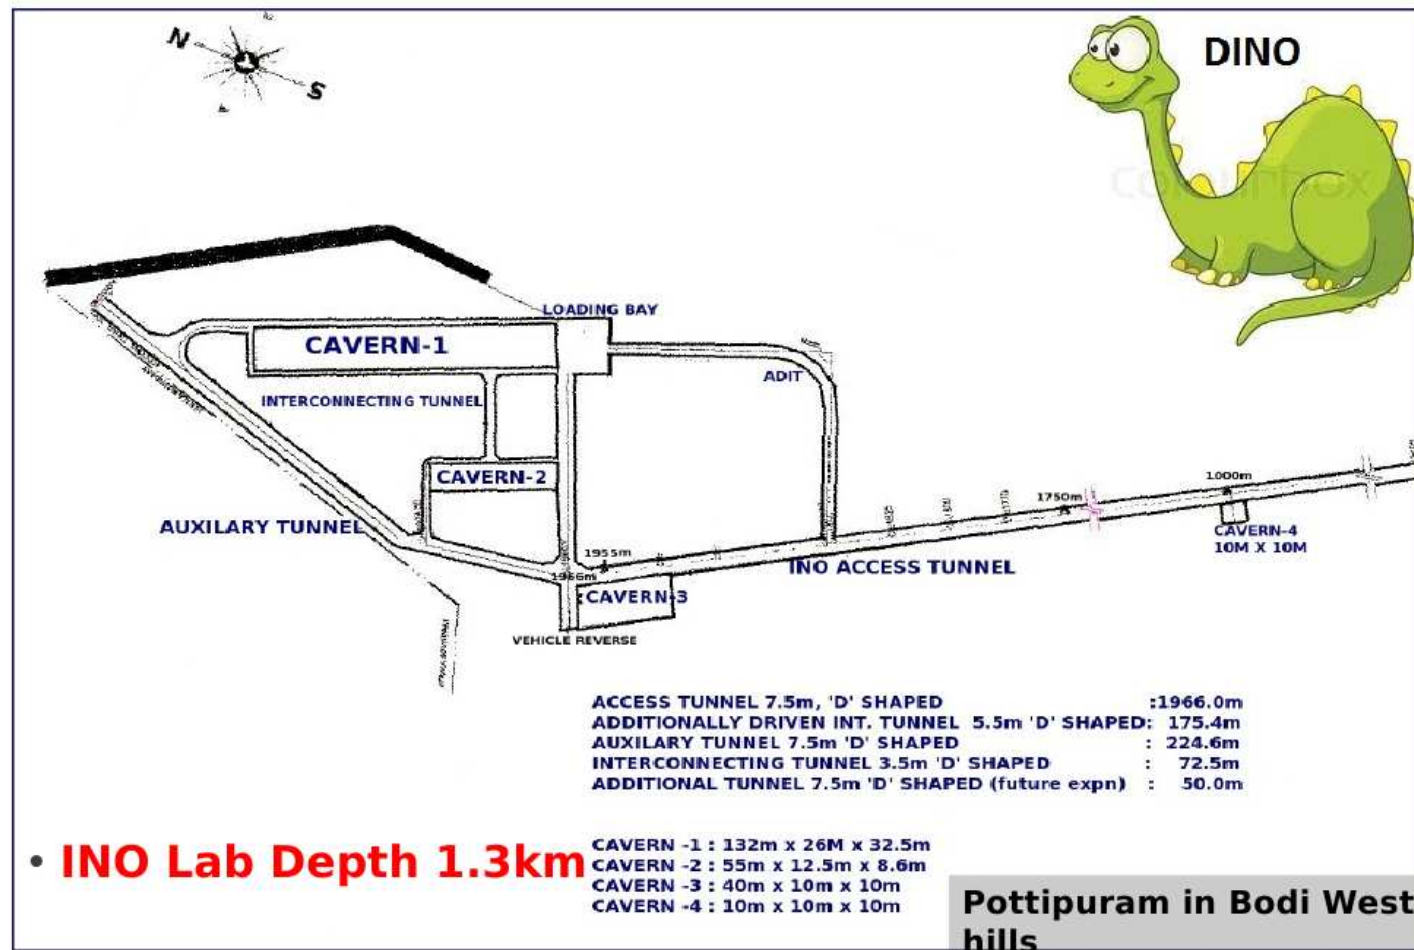 N
S
DINO
colourbox
LOADING BAY
CAVERN-1
ADIT
INTERCONNECTING TUNNEL
CAVERN-2
1000m
1750m
AUXILARY TUNNEL
CAVERN-4
10M X 10M
1955m
INO ACCESS TUNNEL
1966m
CAVERN-3
VEHICLE REVERSE
ACCESS TUNNEL 7.5m, 'D' SHAPED :1966.0m
ADDITIONALLY DRIVEN INT. TUNNEL 5.5m 'D' SHAPED: 175.4m
AUXILARY TUNNEL 7.5m 'D' SHAPED : 224.6m
INTERCONNECTING TUNNEL 3.5m 'D' SHAPED : 72.5m
ADDITIONAL TUNNEL 7.5m 'D' SHAPED (future expn) : 50.0m
• INO Lab Depth 1.3km
CAVERN -1 : 132m x 26M x 32.5m
CAVERN -2 : 55m x 12.5m x 8.6m
CAVERN -3 : 40m x 10m x 10m
CAVERN -4 : 10m x 10m x 10m
Pottipuram in Bodi West
hills